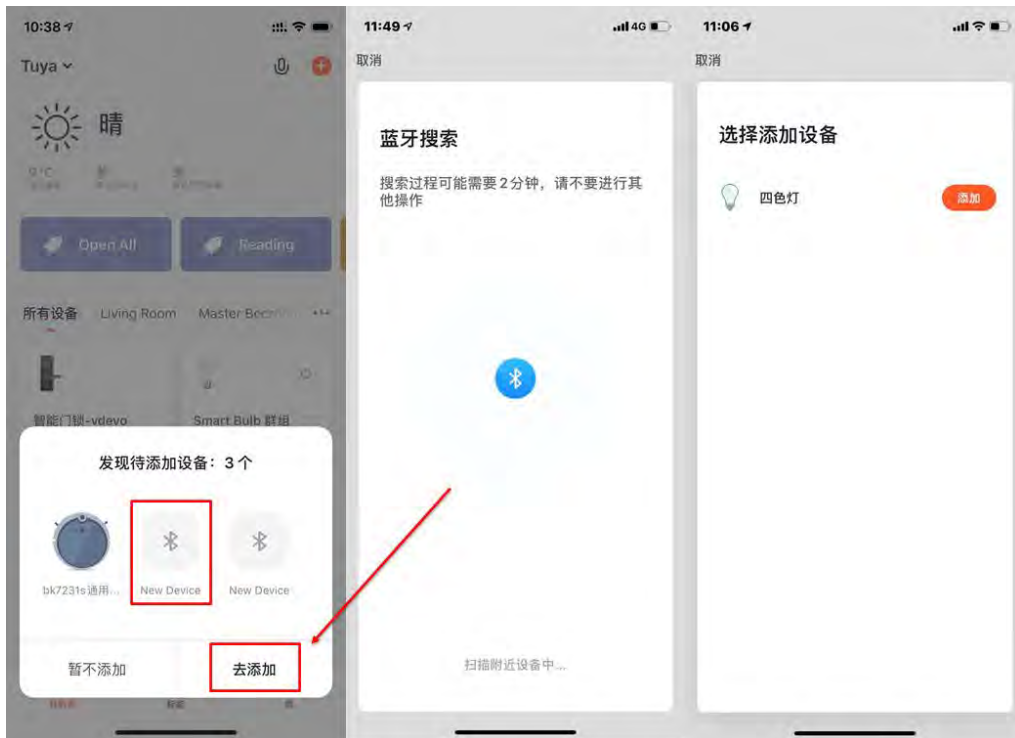 10:38
Tuya
晴
Open All
Reading
所有设备
Living Room
智能门锁-vdevo
Smart Bulb 群组
发现待添加设备：3 个
bk7231s通用...
New Device
New Device
暂不添加
去添加
11:49
4G
取消
蓝牙搜索
搜索过程可能需要2分钟，请不要进行其
他操作
扫描附近设备中...
11:06
取消
选择添加设备
四色灯
添加